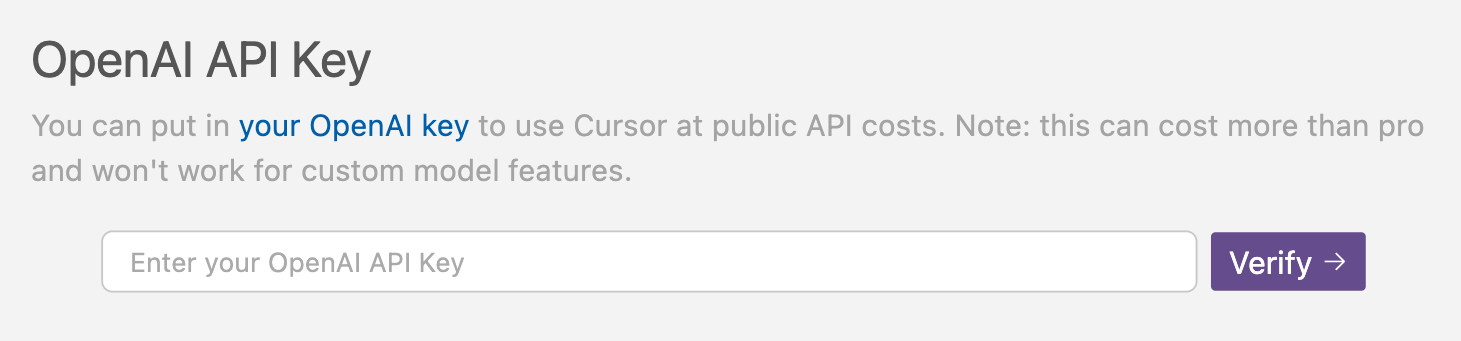 OpenAI API Key
You can put in your OpenAI key to use Cursor at public API costs. Note: this can cost more than pro
and won't work for custom model features.
Enter your OpenAI API Key
Verify →